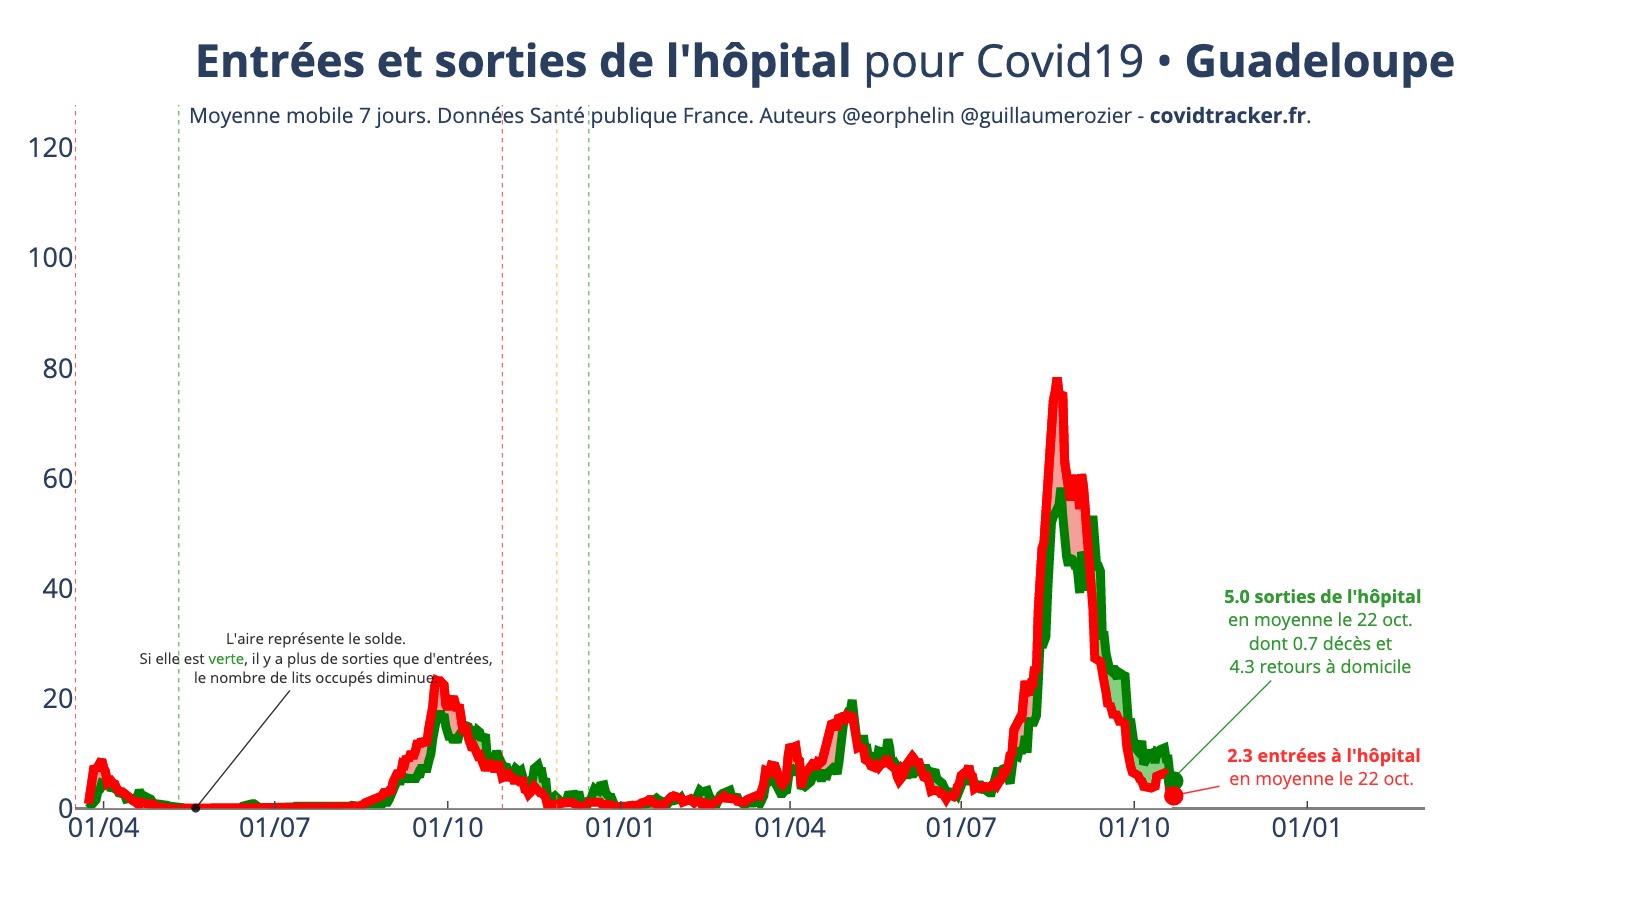 Entrées et sorties de l'hôpital pour Covid19 • Guadeloupe
Moyenne mobile 7 jours. Données Santé publique France. Auteurs @eorphelin @guillaumerozier - covidtracker.fr.
120
100
80
60
40
20
0
L'aire représente le solde.
Si elle est verte, il y a plus de sorties que d'entrées,
le nombre de lits occupés diminue.
5.0 sorties de l'hôpital
en moyenne le 22 oct.
dont 0.7 décès et
4.3 retours à domicile
2.3 entrées à l'hôpital
en moyenne le 22 oct.
01/04
01/07
01/10
01/01
01/04
01/07
01/10
01/01